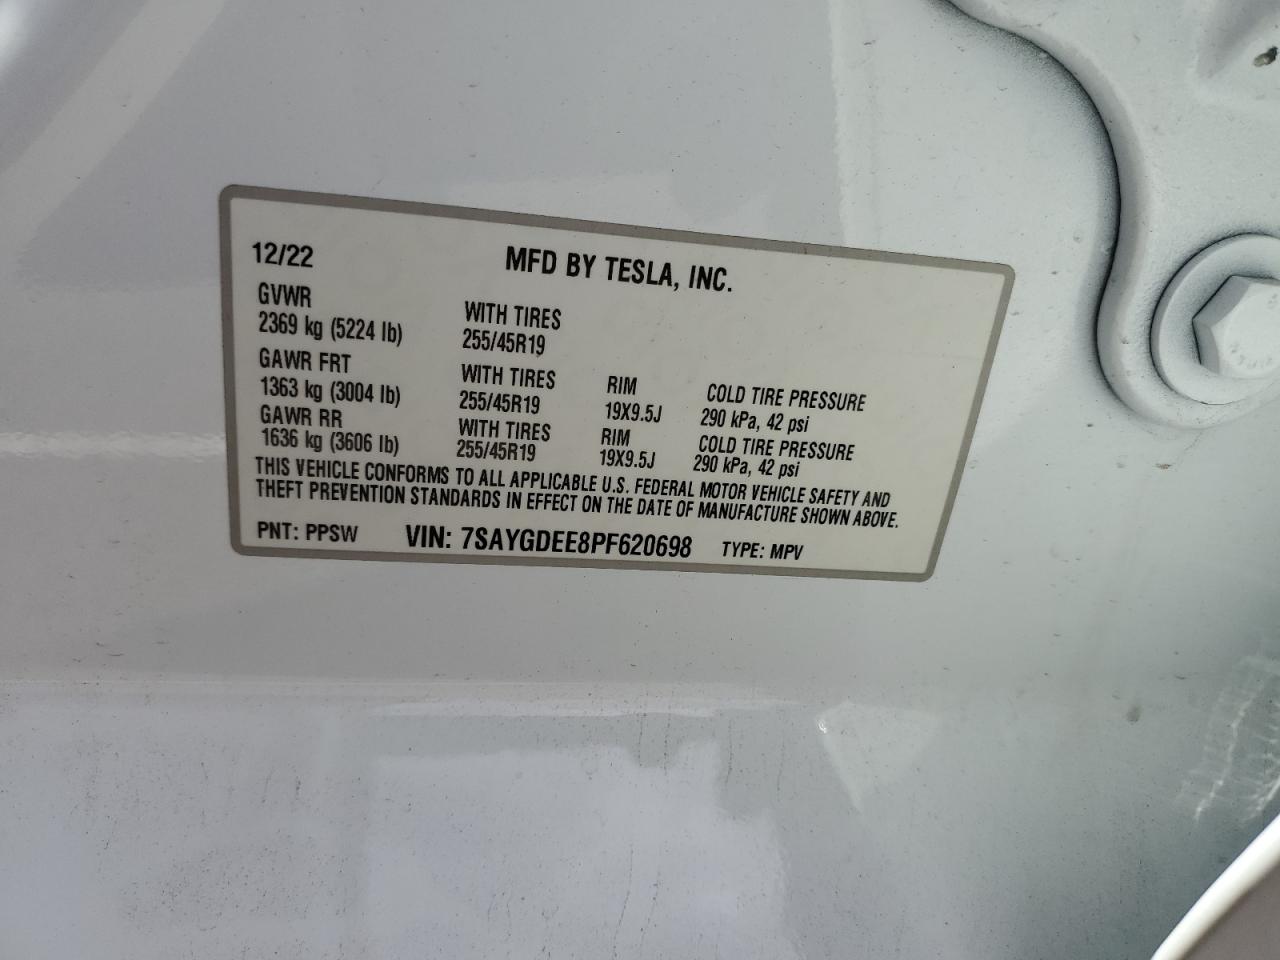 12/22 MFD BY TESLA, INC.
GVWR WITH TIRES
2369 kg (5224 lb) 255/45R19
GAWR FRT WITH TIRES RIM COLD TIRE PRESSURE
1363 kg (3004 lb) 255/45R19 19X9.5J 290 kPa, 42 psi
GAWR RR WITH TIRES RIM COLD TIRE PRESSURE
1636 kg (3606 lb) 255/45R19 19X9.5J 290 kPa, 42 psi
THIS VEHICLE CONFORMS TO ALL APPLICABLE U.S. FEDERAL MOTOR VEHICLE SAFETY AND
THEFT PREVENTION STANDARDS IN EFFECT ON THE DATE OF MANUFACTURE SHOWN ABOVE.
PNT: PPSW VIN: 7SAYGDEE8PF620698 TYPE: MPV